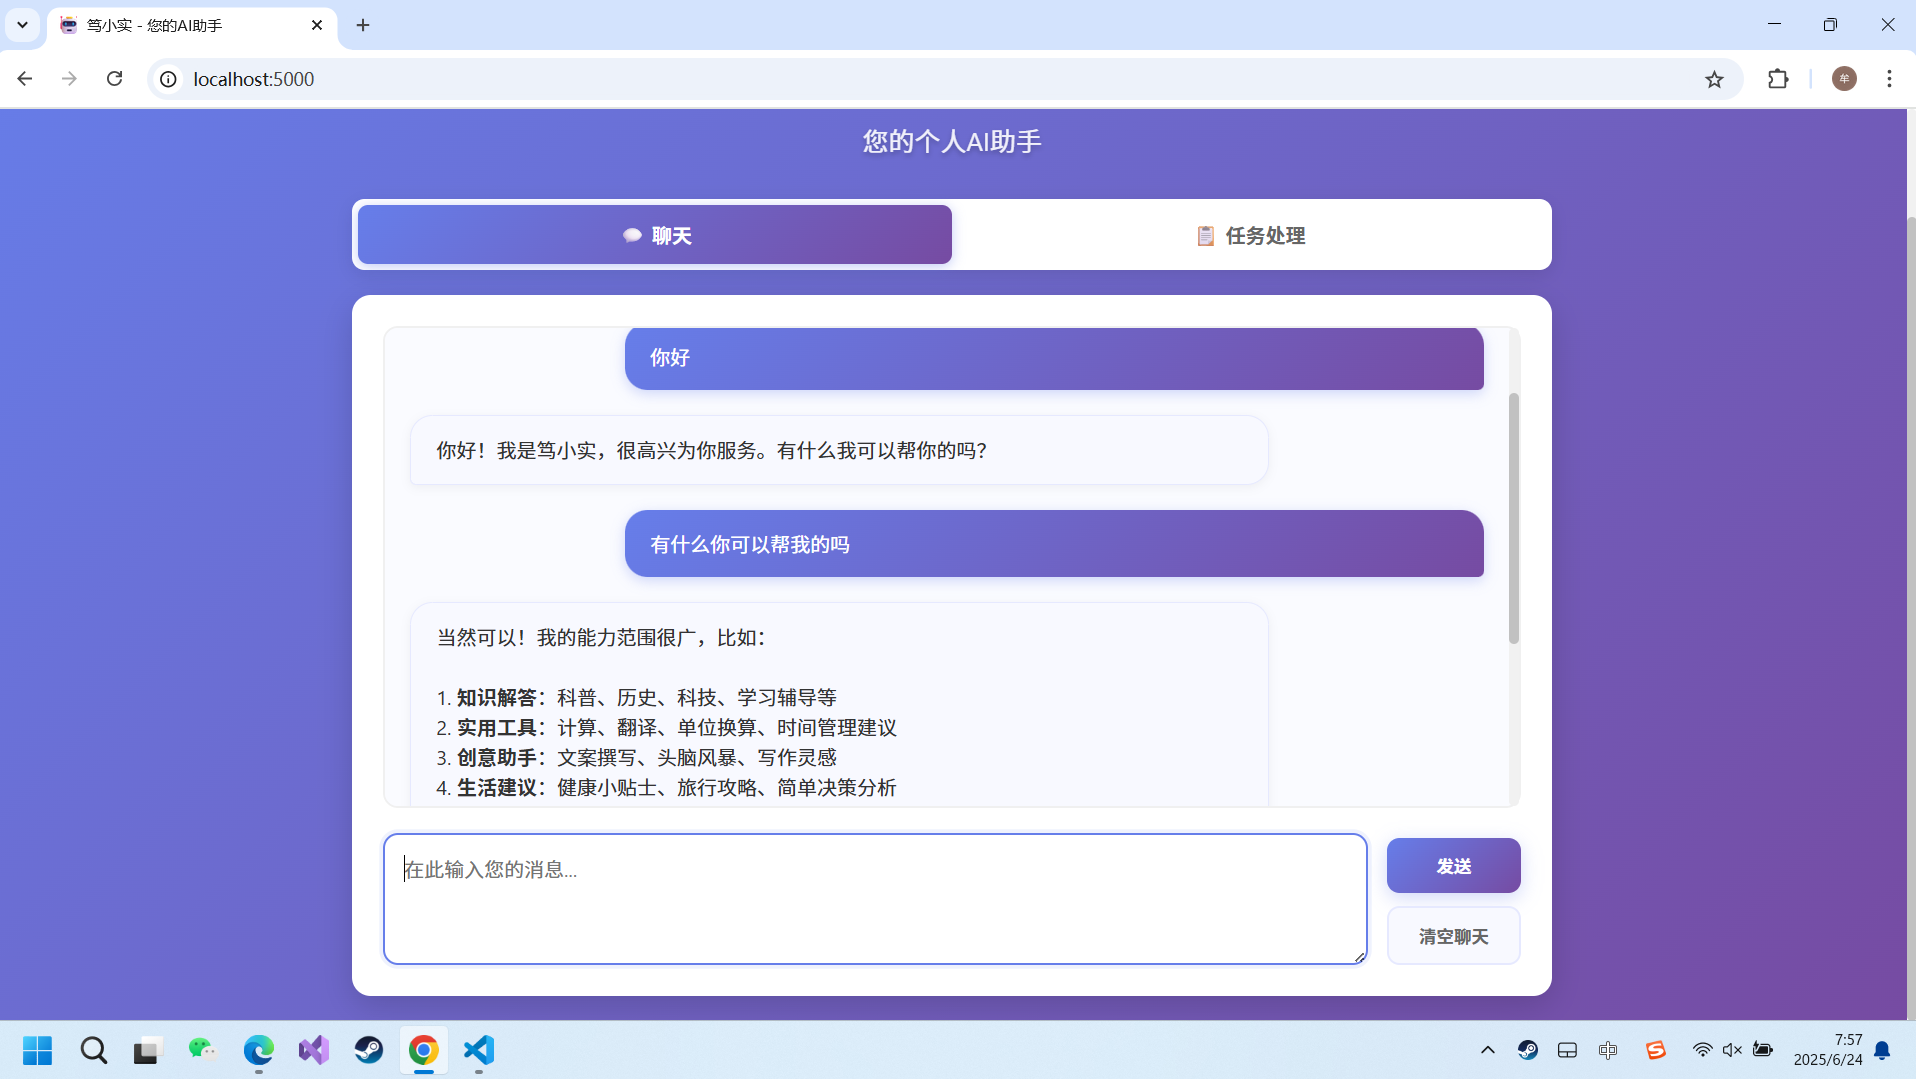 笃小实 - 您的AI助手
localhost:5000
牟
您的个人AI助手
聊天
任务处理
你好
你好！我是笃小实，很高兴为你服务。有什么我可以帮你的吗？
有什么你可以帮我的吗
当然可以！我的能力范围很广，比如：
1. 知识解答：科普、历史、科技、学习辅导等
2. 实用工具：计算、翻译、单位换算、时间管理建议
3. 创意助手：文案撰写、头脑风暴、写作灵感
4. 生活建议：健康小贴士、旅行攻略、简单决策分析
在此输入您的消息...
发送
清空聊天
7:57
2025/6/24